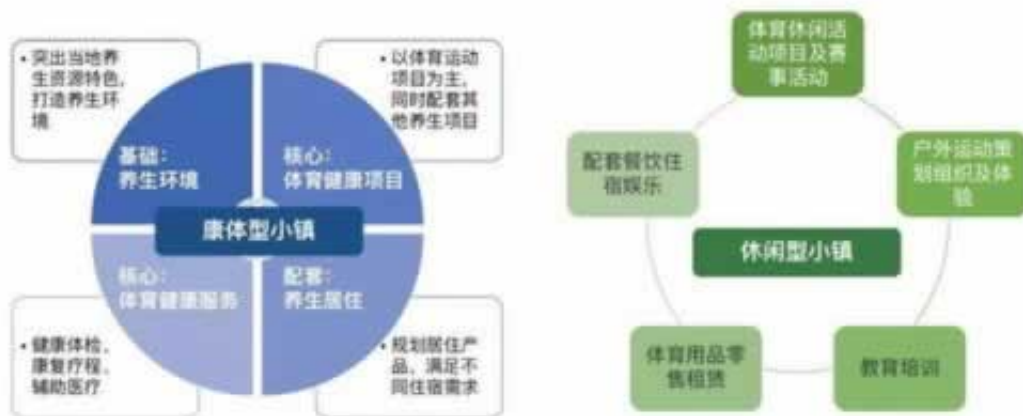 • 突出当地养
生资源特色,
打造养生环
境
• 以体育运动
项目为主,
同时配套其
他养生项目
基础:
养生环境
核心:
体育健康项目
康体型小镇
核心:
体育健康服务
配套:
养生居住
• 健康体检、
康复疗程、
辅助医疗
• 规划居住产
品、满足不
同住宿需求
体育休闲活
动项目及赛
事活动
配套餐饮住
宿娱乐
户外运动策
划组织及体
验
休闲型小镇
体育用品零
售租赁
教育培训